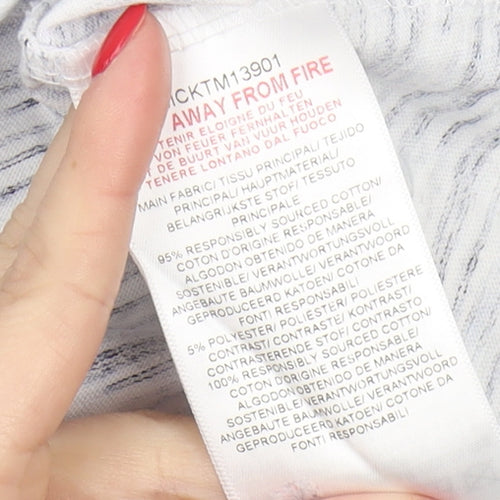 ICKTM13901
AWAY FROM FIRE
TENIR ELOIGNE DU FEU
VON FEUER FERNHALTEN
DE BUURT VAN VUUR HOUDEN
TENERE LONTANO DAL FUOCO
MAIN FABRIC/ TISSU PRINCIPAL/ TEJIDO
PRINCIPAL/ HAUPTMATERIAL/
BELANGRIJKSTE STOF/ TESSUTO
PRINCIPALE
95% RESPONSIBLY SOURCED COTTON/
COTON D'ORIGINE RESPONSABLE/
ALGODON OBTENIDO DE MANERA
SOSTENIBLE/ VERANTWORTUNGSVOLL
ANGEBAUTE BAUMWOLLE/ VERANTWOORD
GEPRODUCEERD KATOEN/ COTONE DA
FONTI RESPONSABILI
5% POLYESTER/ POLIESTER/ POLIESTERE
CONTRAST/ CONTRASTE/ KONTRAST/
CONTRASTERENDE STOF/ CONTRASTO
100% RESPONSIBLY SOURCED COTTON/
COTON D'ORIGINE RESPONSABLE/
ALGODON OBTENIDO DE MANERA
SOSTENIBLE/ VERANTWORTUNGSVOLL
ANGEBAUTE BAUMWOLLE/ VERANTWOORD
GEPRODUCEERD KATOEN/ COTONE DA
FONTI RESPONSABILI